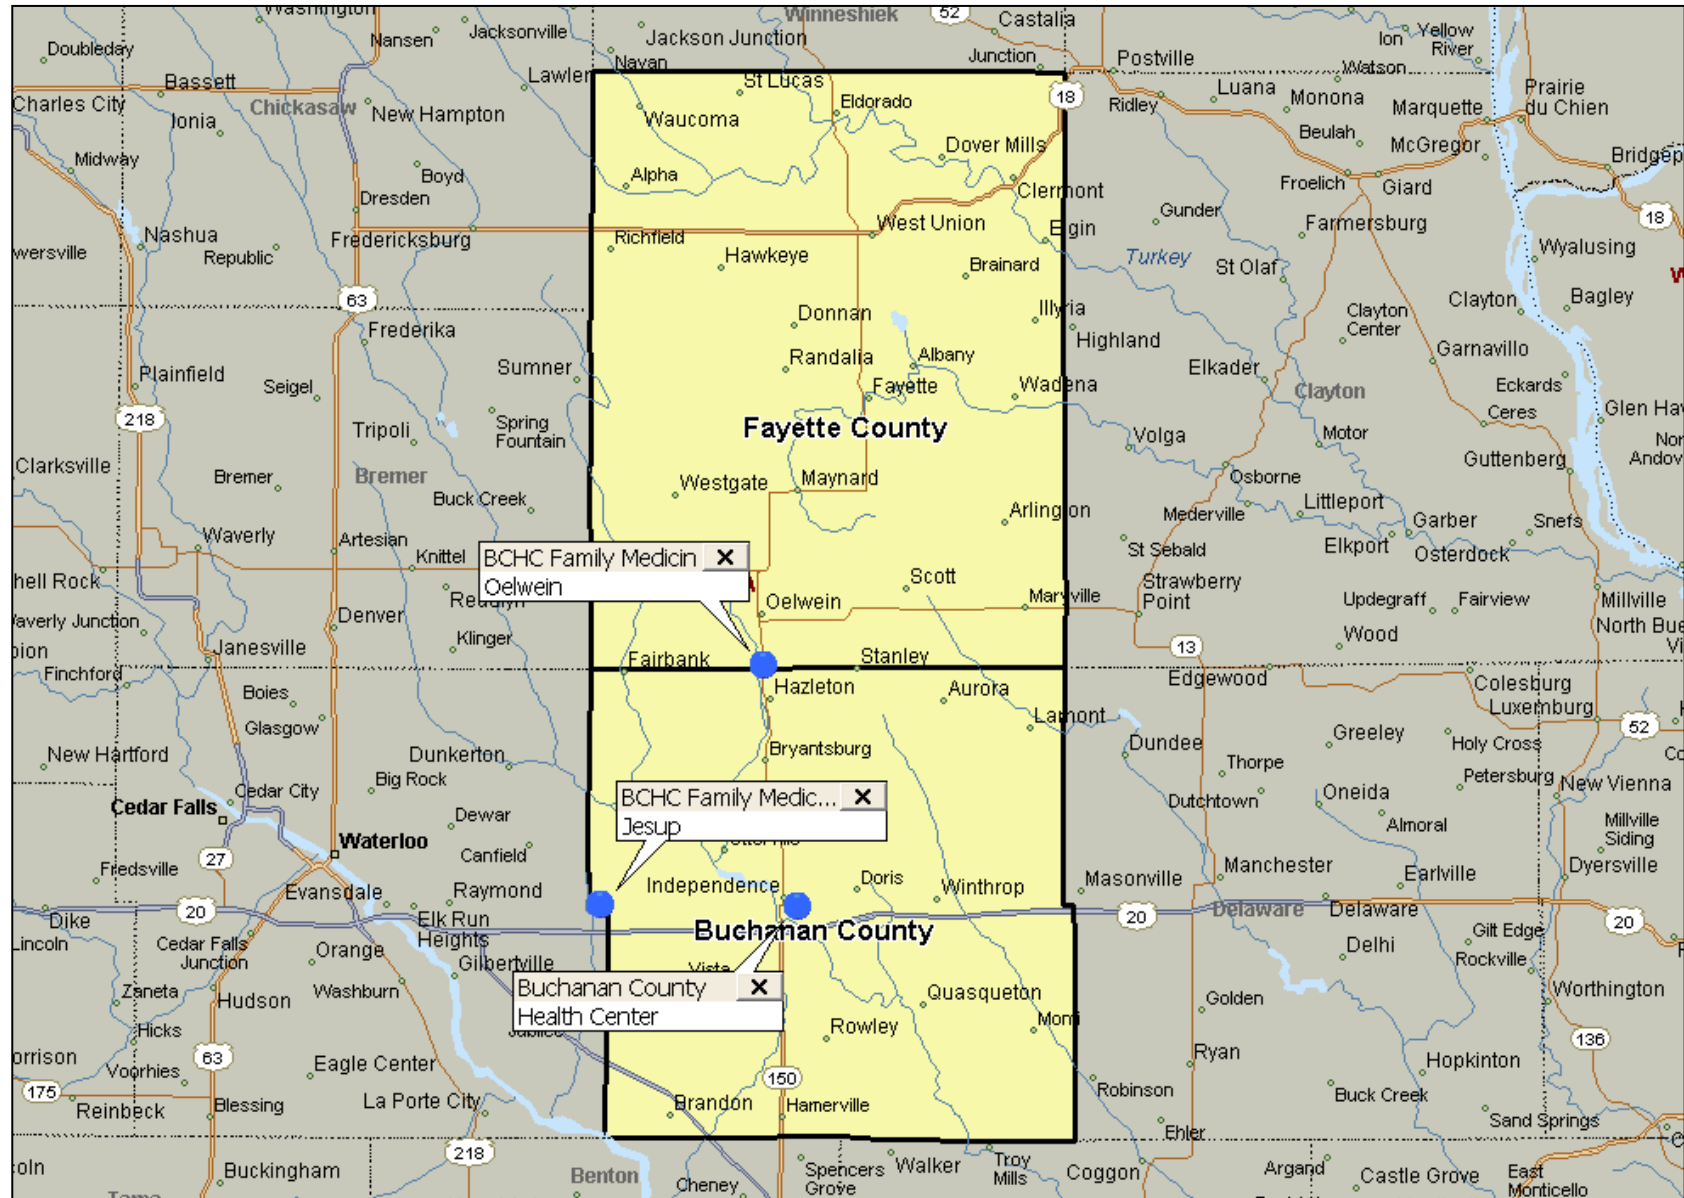 Washington
Winneshiek
52
Castalia
Nansen
Jacksonville
Jackson Junction
Ion
Yellow
River
Doubleday
Navan
Junction
Postville
Watson
Bassett
Lawler
St Lucas
Luana
Prairie
du Chien
Charles City
Chickasaw
New Hampton
Eldorado
18
Ridley
Monona
Marquette
Ionia
Waucoma
Beulah
McGregor
Midway
Boyd
Dover Mills
Bridgep
Alpha
Clermont
Froelich
Giard
Dresden
Nashua
Fredericksburg
Richfield
West Union
Elgin
Gunder
Farmersburg
18
wersville
Republic
Hawkeye
Brainard
Turkey
St Olaf
Wyalusing
W
63
Frederika
Donnan
Illyria
Highland
Clayton
Center
Clayton
Bagley
Sumner
Randalia
Albany
Garnavillo
Plainfield
Seigel
Fayette
Wadena
Elkader
Clayton
Eckards
218
Spring
Fountain
Ceres
Glen Hav
Tripoli
Fayette County
Volga
Motor
Nor
Andov
Clarksville
Bremer
Bremer
Westgate
Maynard
Osborne
Guttenberg
Buck Creek
Arlington
Mederville
Littleport
Garber
Snefs
Waverly
Artesian
Knittel
St Sebald
Elkport
Osterdock
BCHC Family Medicin
Oelwein
hell Rock
Scott
Strawberry
Point
Readlyn
Oelwein
Maryville
Updegraff
Fairview
Millville
Denver
Waverly Junction
Klinger
Wood
North Bue
Vi
Janesville
Fairbank
Stanley
13
pion
Finchford
Hazleton
Aurora
Edgewood
Colesburg
Boies
Luxemburg
Glasgow
Lamont
52
New Hartford
Dunkerton
Bryantsburg
Dundee
Greeley
Holy Cross
Co
Big Rock
Thorpe
Petersburg
New Vienna
Cedar City
BCHC Family Medic...
Jesup
Dutchtown
Oneida
Cedar Falls
Dewar
Almoral
Millville
Siding
Waterloo
Canfield
27
Fredsville
Evansdale
Raymond
Independence
Doris
Winthrop
Masonville
Manchester
Earlville
Dyersville
20
Dike
Elk Run
Heights
20
Delaware
Delaware
20
Lincoln
Cedar Falls
Junction
Orange
Buchanan County
Delhi
Gilt Edge
Rockville
Gilbertville
Vista
Zaneta
Hudson
Washburn
Buchanan County
Health Center
Quasqueton
Golden
Worthington
Hicks
Jubilee
Rowley
Monti
orrison
63
Eagle Center
Ryan
136
Voorhies
Hopkinton
175
150
Robinson
Reinbeck
Blessing
La Porte City
Brandon
Hamerville
Buck Creek
Sand Springs
Ehler
218
coln
Buckingham
Benton
Spencers
Grove
Walker
Troy
Mills
Coggon
Argand
Castle Grove
East
Monticello
Tama
Cheney